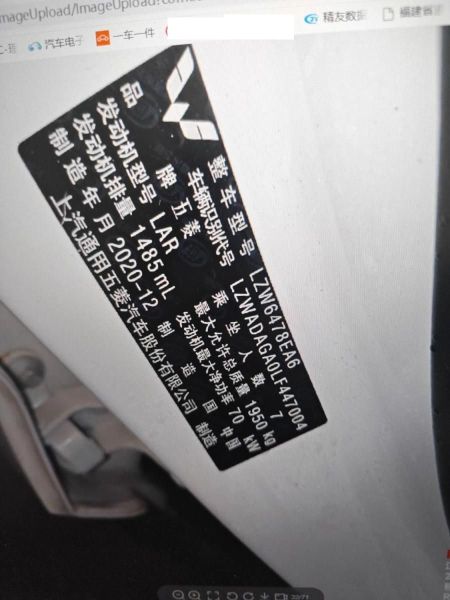 mageUpload/ImageUpload?com
汽车电子 一车一件 精友数据 福建省
整车型号 LZW6478EA6
车辆识别代号 LZWADAGA0LF447004
品牌 五菱 乘坐人数 7
发动机型号 LAR 最大允许总质量 1950 kg
发动机排量 1485 mL 发动机最大净功率 70 kW
制造年月 2020-12 制造国 中国
上汽通用五菱汽车股份有限公司 制造
32/71